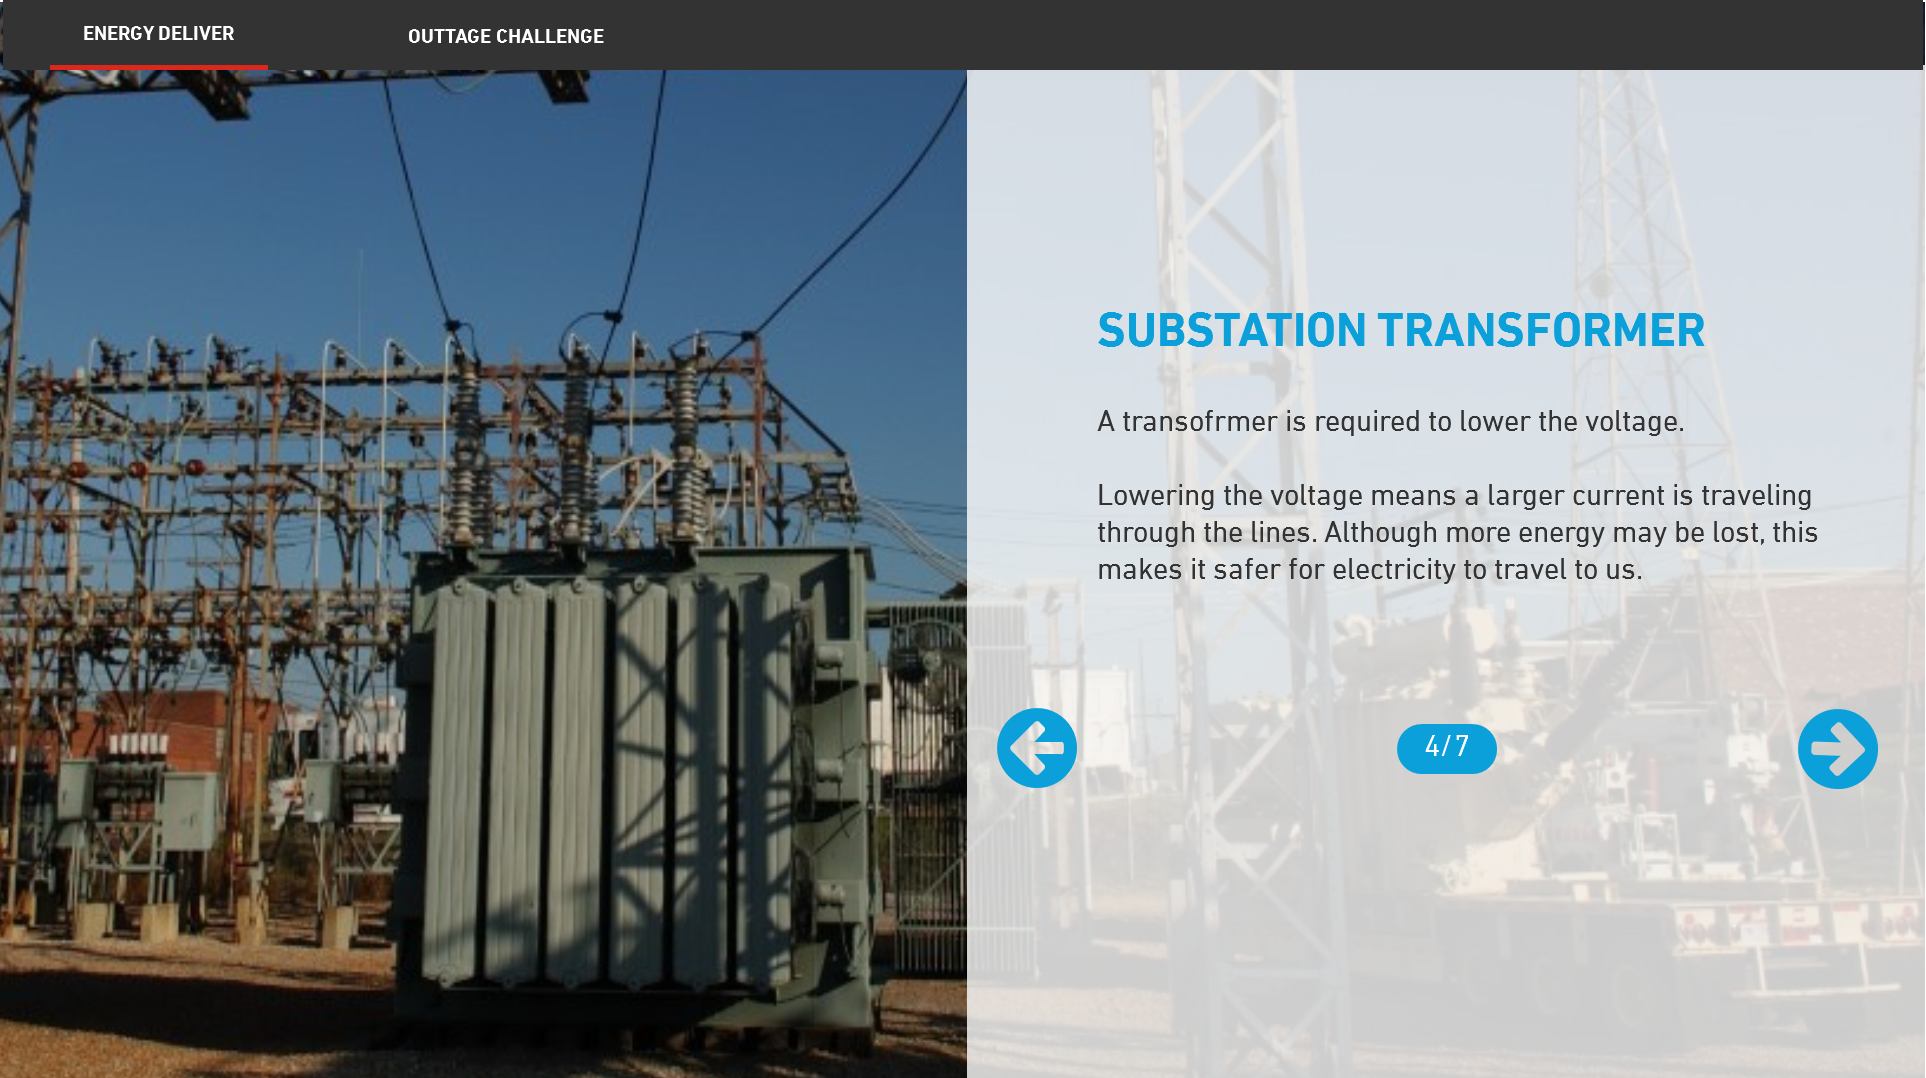 ENERGY DELIVER
OUTTAGE CHALLENGE
SUBSTATION TRANSFORMER
A transofrmer is required to lower the voltage.
Lowering the voltage means a larger current is traveling
through the lines. Although more energy may be lost, this
makes it safer for electricity to travel to us.
4/7